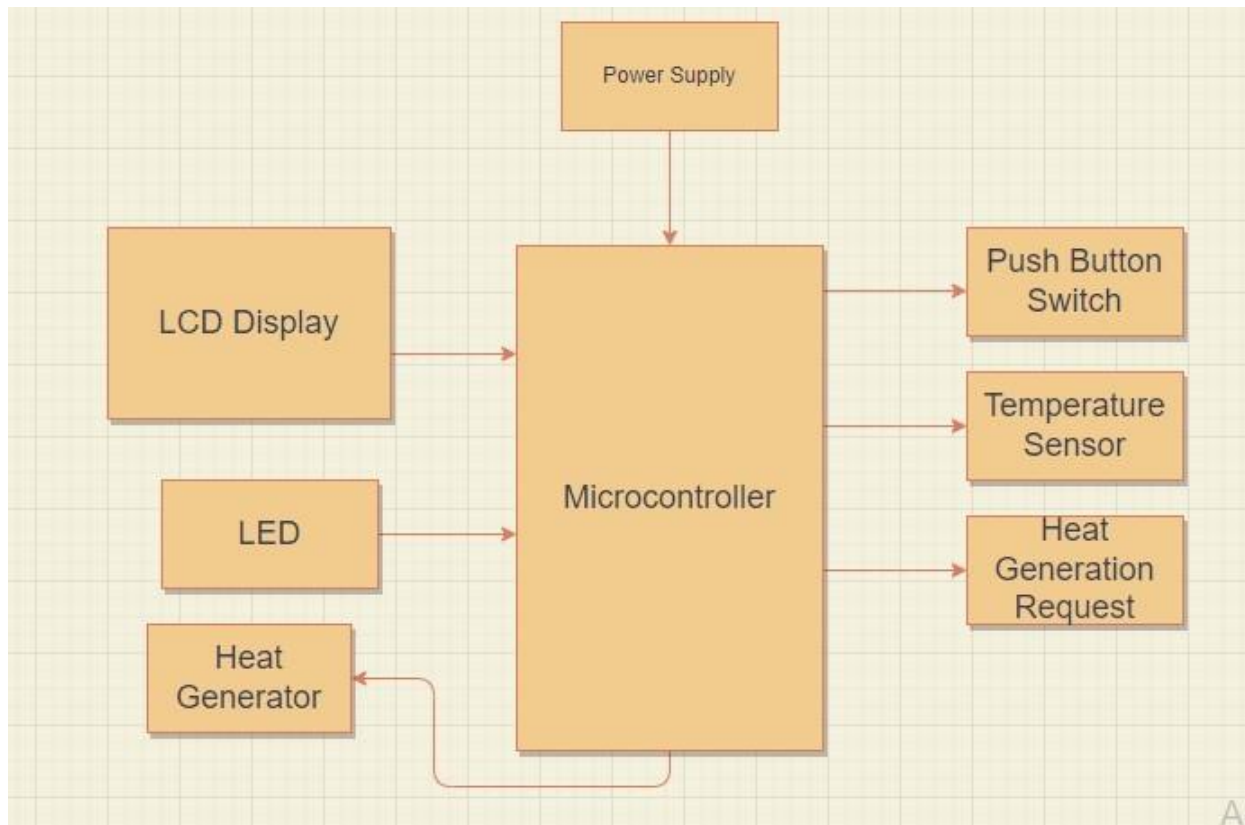 Power Supply
LCD Display
Push Button
Switch
Temperature
Sensor
Microcontroller
LED
Heat
Generation
Request
Heat
Generator
A